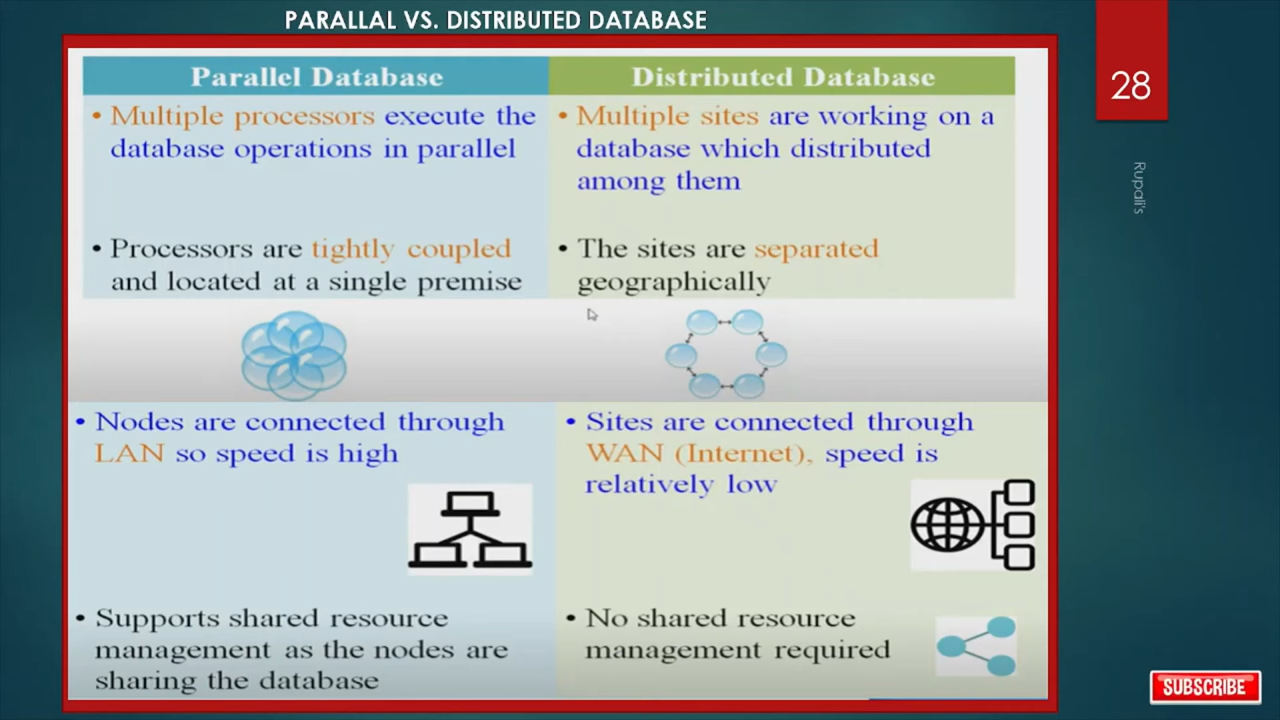 PARALLAL VS. DISTRIBUTED DATABASE
28
Rupali's
Parallel Database
• Multiple processors execute the
database operations in parallel
• Processors are tightly coupled
and located at a single premise
• Nodes are connected through
LAN so speed is high
• Supports shared resource
management as the nodes are
sharing the database
Distributed Database
• Multiple sites are working on a
database which distributed
among them
• The sites are separated
geographically
• Sites are connected through
WAN (Internet), speed is
relatively low
• No shared resource
management required
SUBSCRIBE